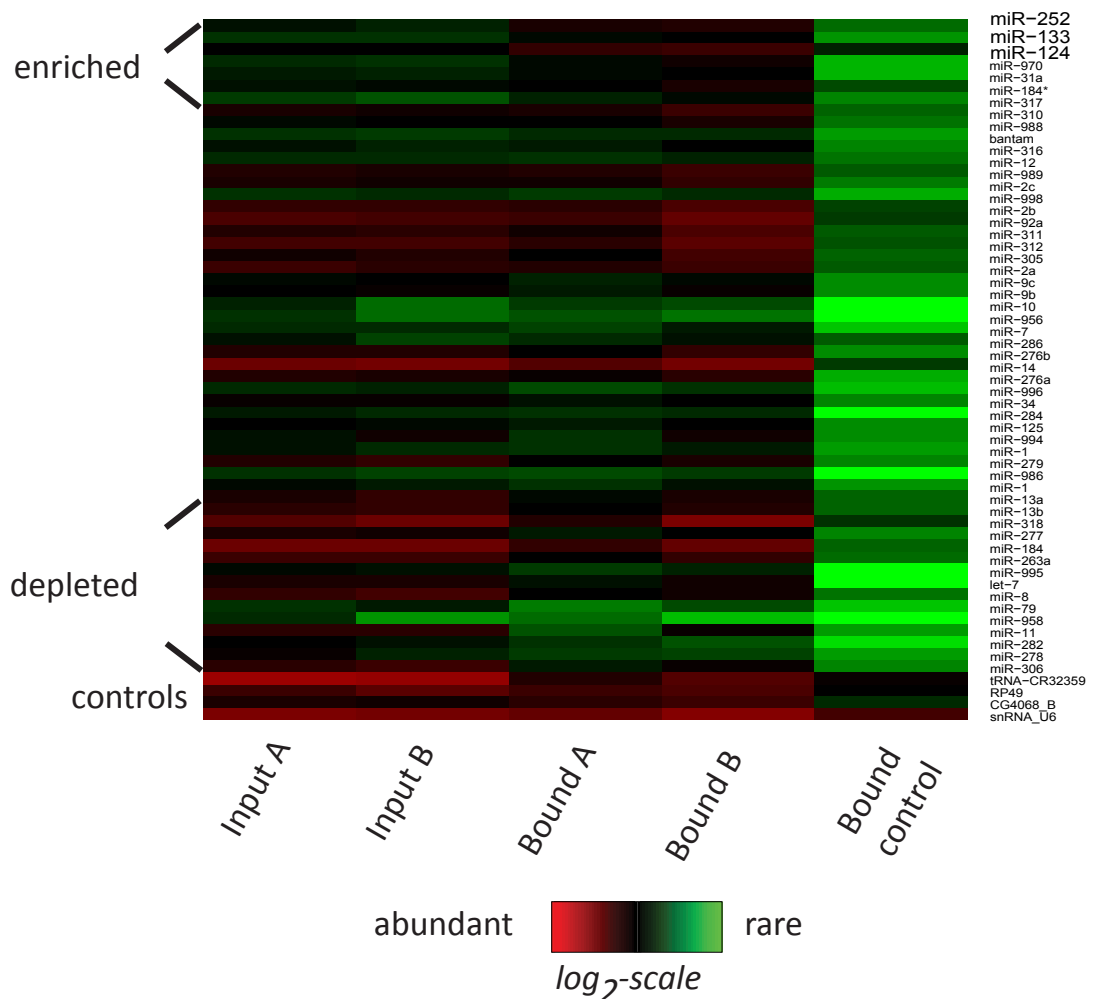 enriched
depleted
controls
miR−252
miR−133
miR−124
miR−970
miR−31a
miR−184*
miR−317
miR−310
miR−988
bantam
miR−316
miR−12
miR−989
miR−2c
miR−998
miR−2b
miR−92a
miR−311
miR−312
miR−305
miR−2a
miR−9c
miR−9b
miR−10
miR−956
miR−7
miR−286
miR−276b
miR−14
miR−276a
miR−996
miR−34
miR−284
miR−125
miR−994
miR−1
miR−279
miR−986
miR−1
miR−13a
miR−13b
miR−318
miR−277
miR−184
miR−263a
miR−995
let−7
miR−8
miR−79
miR−958
miR−11
miR−282
miR−278
miR−306
tRNA−CR32359
RP49
CG4068_B
snRNA_U6
Input A
Input B
Bound A
Bound B
Bound
control
abundant
rare
log2-scale